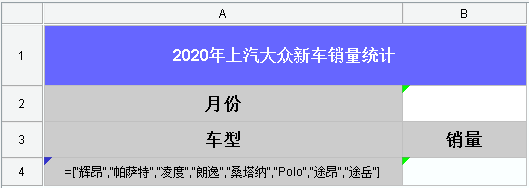 A B
1 2020年上汽大众新车销量统计
2 月份
3 车型 销量
4 =["辉昂","帕萨特","凌度","朗逸","桑塔纳","Polo","途昂","途岳"]